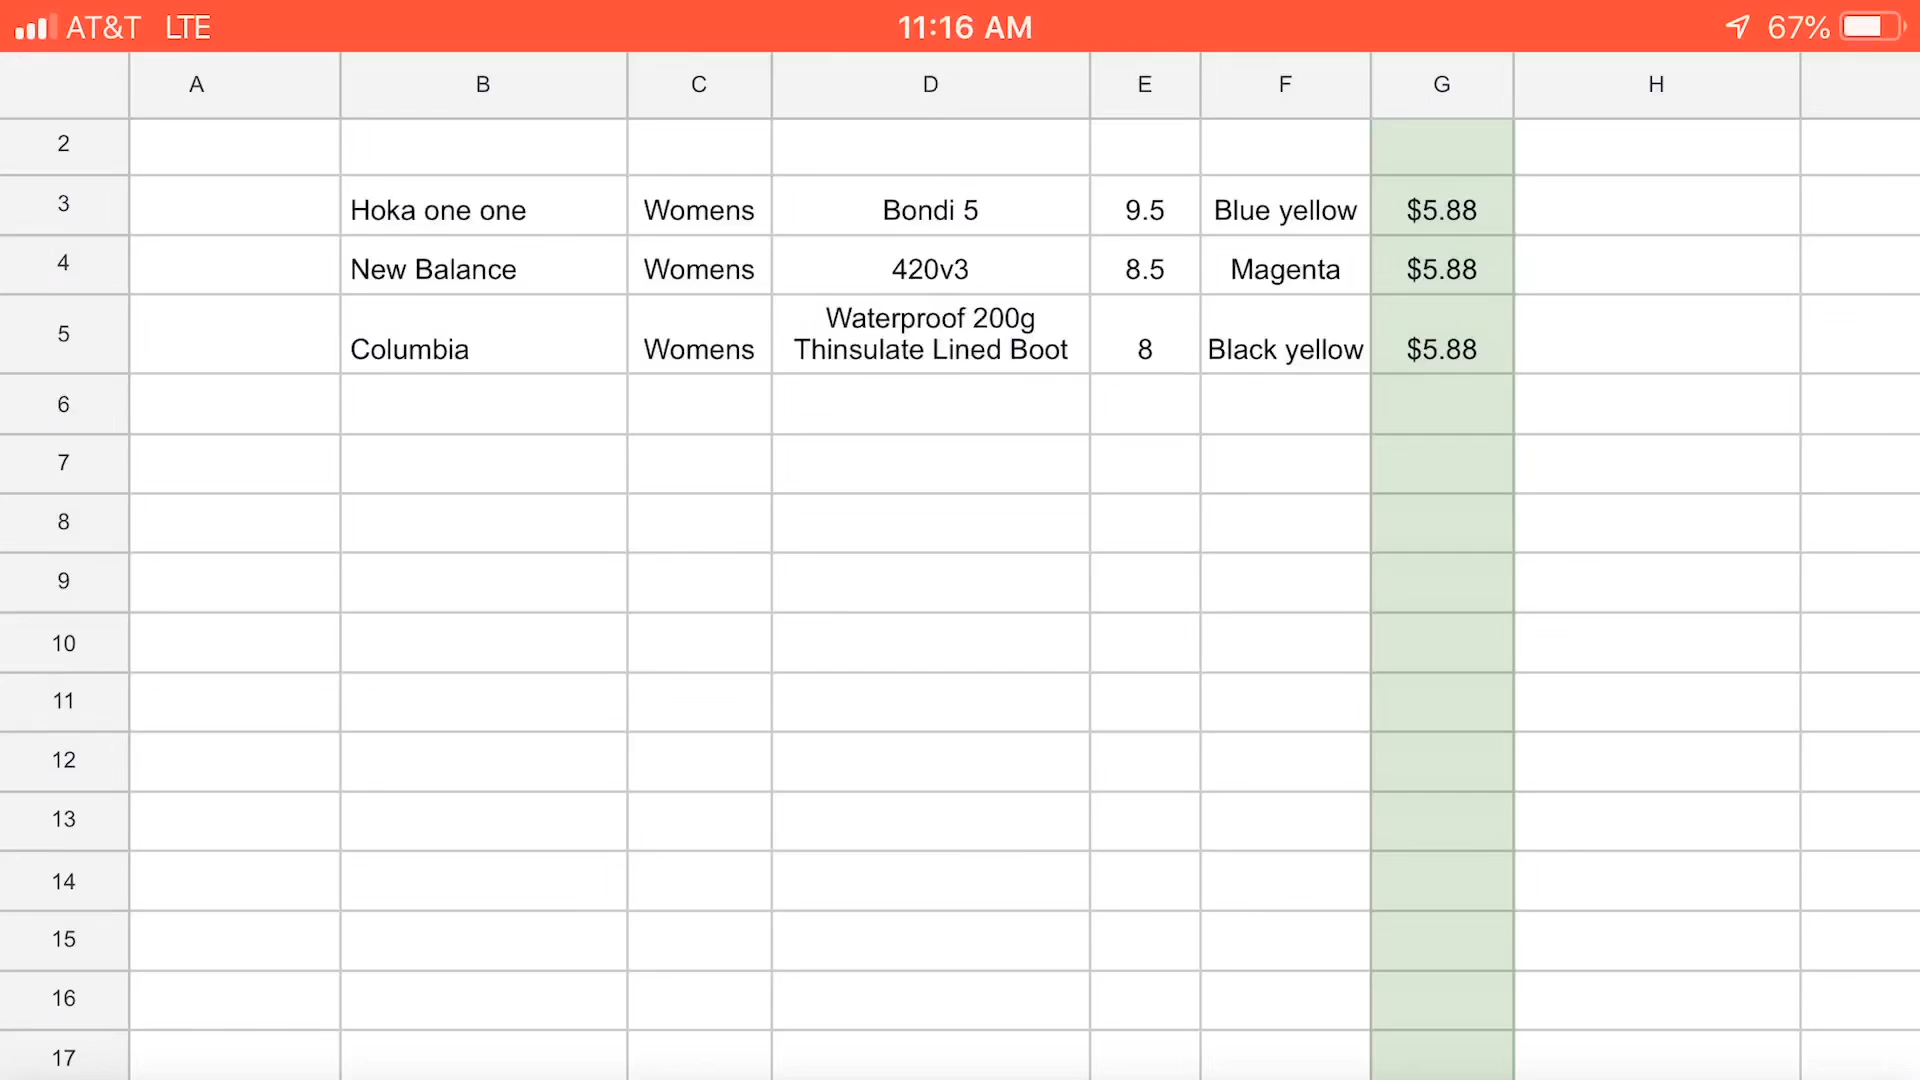 AT&T LTE 11:16 AM 67%
A B C D E F G H
2
3 Hoka one one Womens Bondi 5 9.5 Blue yellow $5.88
4 New Balance Womens 420v3 8.5 Magenta $5.88
Waterproof 200g
5 Columbia Womens Thinsulate Lined Boot 8 Black yellow $5.88
6
7
8
9
10
11
12
13
14
15
16
17